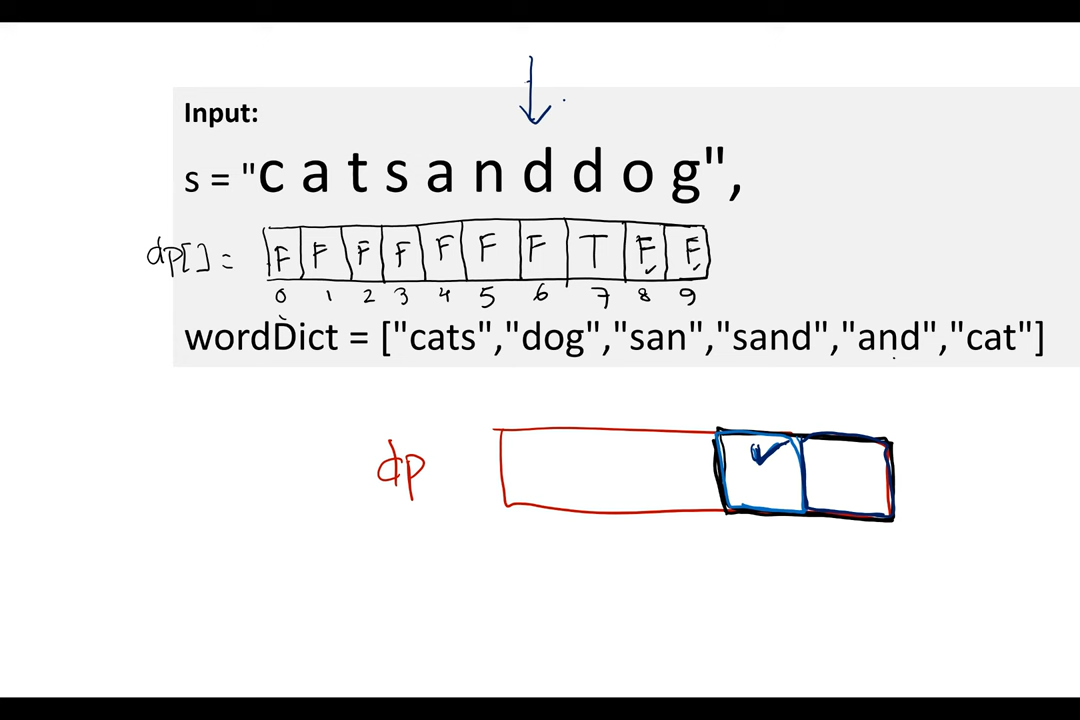 Input:
s = "c a t s a n d d o g",
dp[] = F F F F F F F T F F
0 1 2 3 4 5 6 7 8 9
wordDict = ["cats","dog","san","sand","and","cat"]
dp